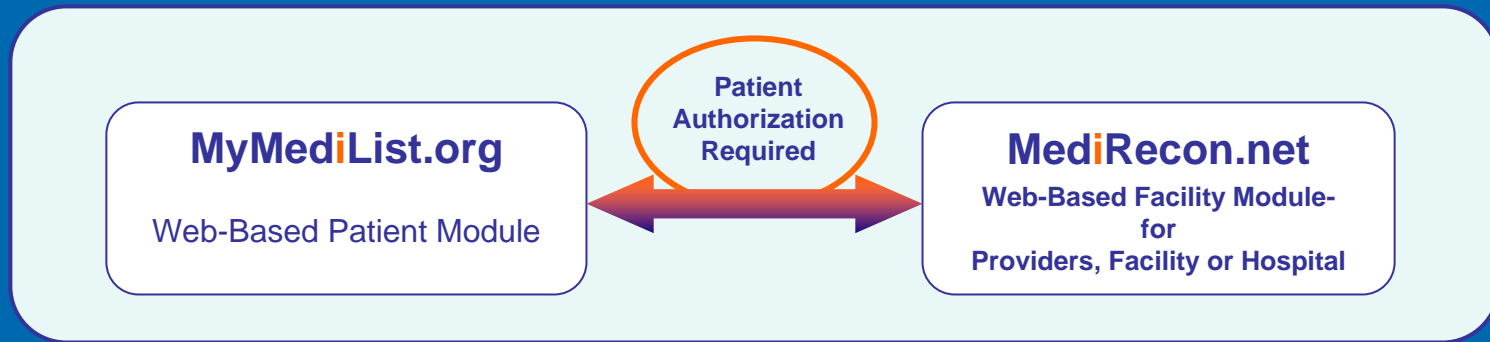 MyMediList.org
Web-Based Patient Module
Patient
Authorization
Required
MediRecon.net
Web-Based Facility Module-
for
Providers, Facility or Hospital